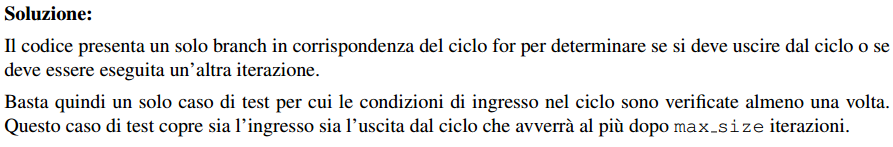 Soluzione:
Il codice presenta un solo branch in corrispondenza del ciclo for per determinare se si deve uscire dal ciclo o se
deve essere eseguita un'altra iterazione.
Basta quindi un solo caso di test per cui le condizioni di ingresso nel ciclo sono verificate almeno una volta.
Questo caso di test copre sia l'ingresso sia l'uscita dal ciclo che avverrà al più dopo max_size iterazioni.